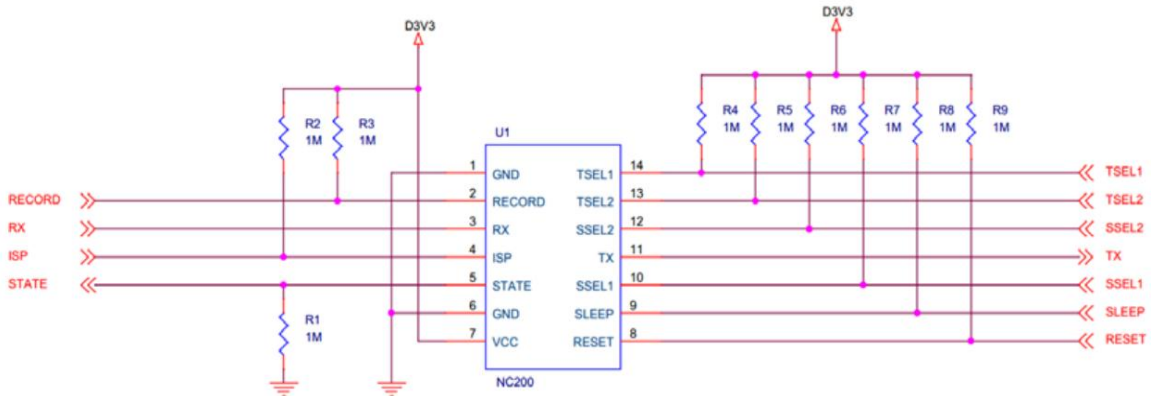 D3V3
D3V3
R2
1M
R3
1M
R4
1M
R5
1M
R6
1M
R7
1M
R8
1M
R9
1M
U1
RECORD
RX
ISP
STATE
1
2
3
4
5
6
7
GND
RECORD
RX
ISP
STATE
GND
VCC
TSEL1
TSEL2
SSEL2
TX
SSEL1
SLEEP
RESET
14
13
12
11
10
9
8
TSEL1
TSEL2
SSEL2
TX
SSEL1
SLEEP
RESET
R1
1M
NC200